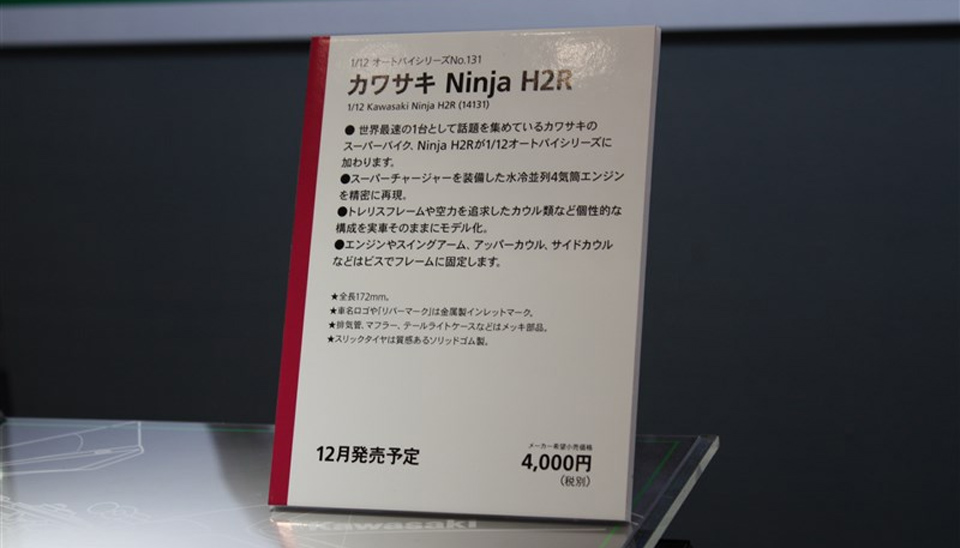 1/12 オートバイシリーズNo.131
カワサキ Ninja H2R
1/12 Kawasaki Ninja H2R (14131)
● 世界最速の1台として話題を集めているカワサキの
スーパーバイク、Ninja H2Rが1/12オートバイシリーズに
加わります。
●スーパーチャージャーを装備した水冷並列4気筒エンジン
を精密に再現。
●トレリスフレームや空力を追求したカウル類など個性的な
構成を実車そのままにモデル化。
●エンジンやスイングアーム、アッパーカウル、サイドカウル
などはビスでフレームに固定します。
★全長172mm。
★車名ロゴや「リバーマーク」は金属製インレットマーク。
★排気管、マフラー、テールライトケースなどはメッキ部品。
★スリックタイヤは質感あるソリッドゴム製。
12月発売予定
メーカー希望小売価格
4,000円
(税別)
Kawasaki